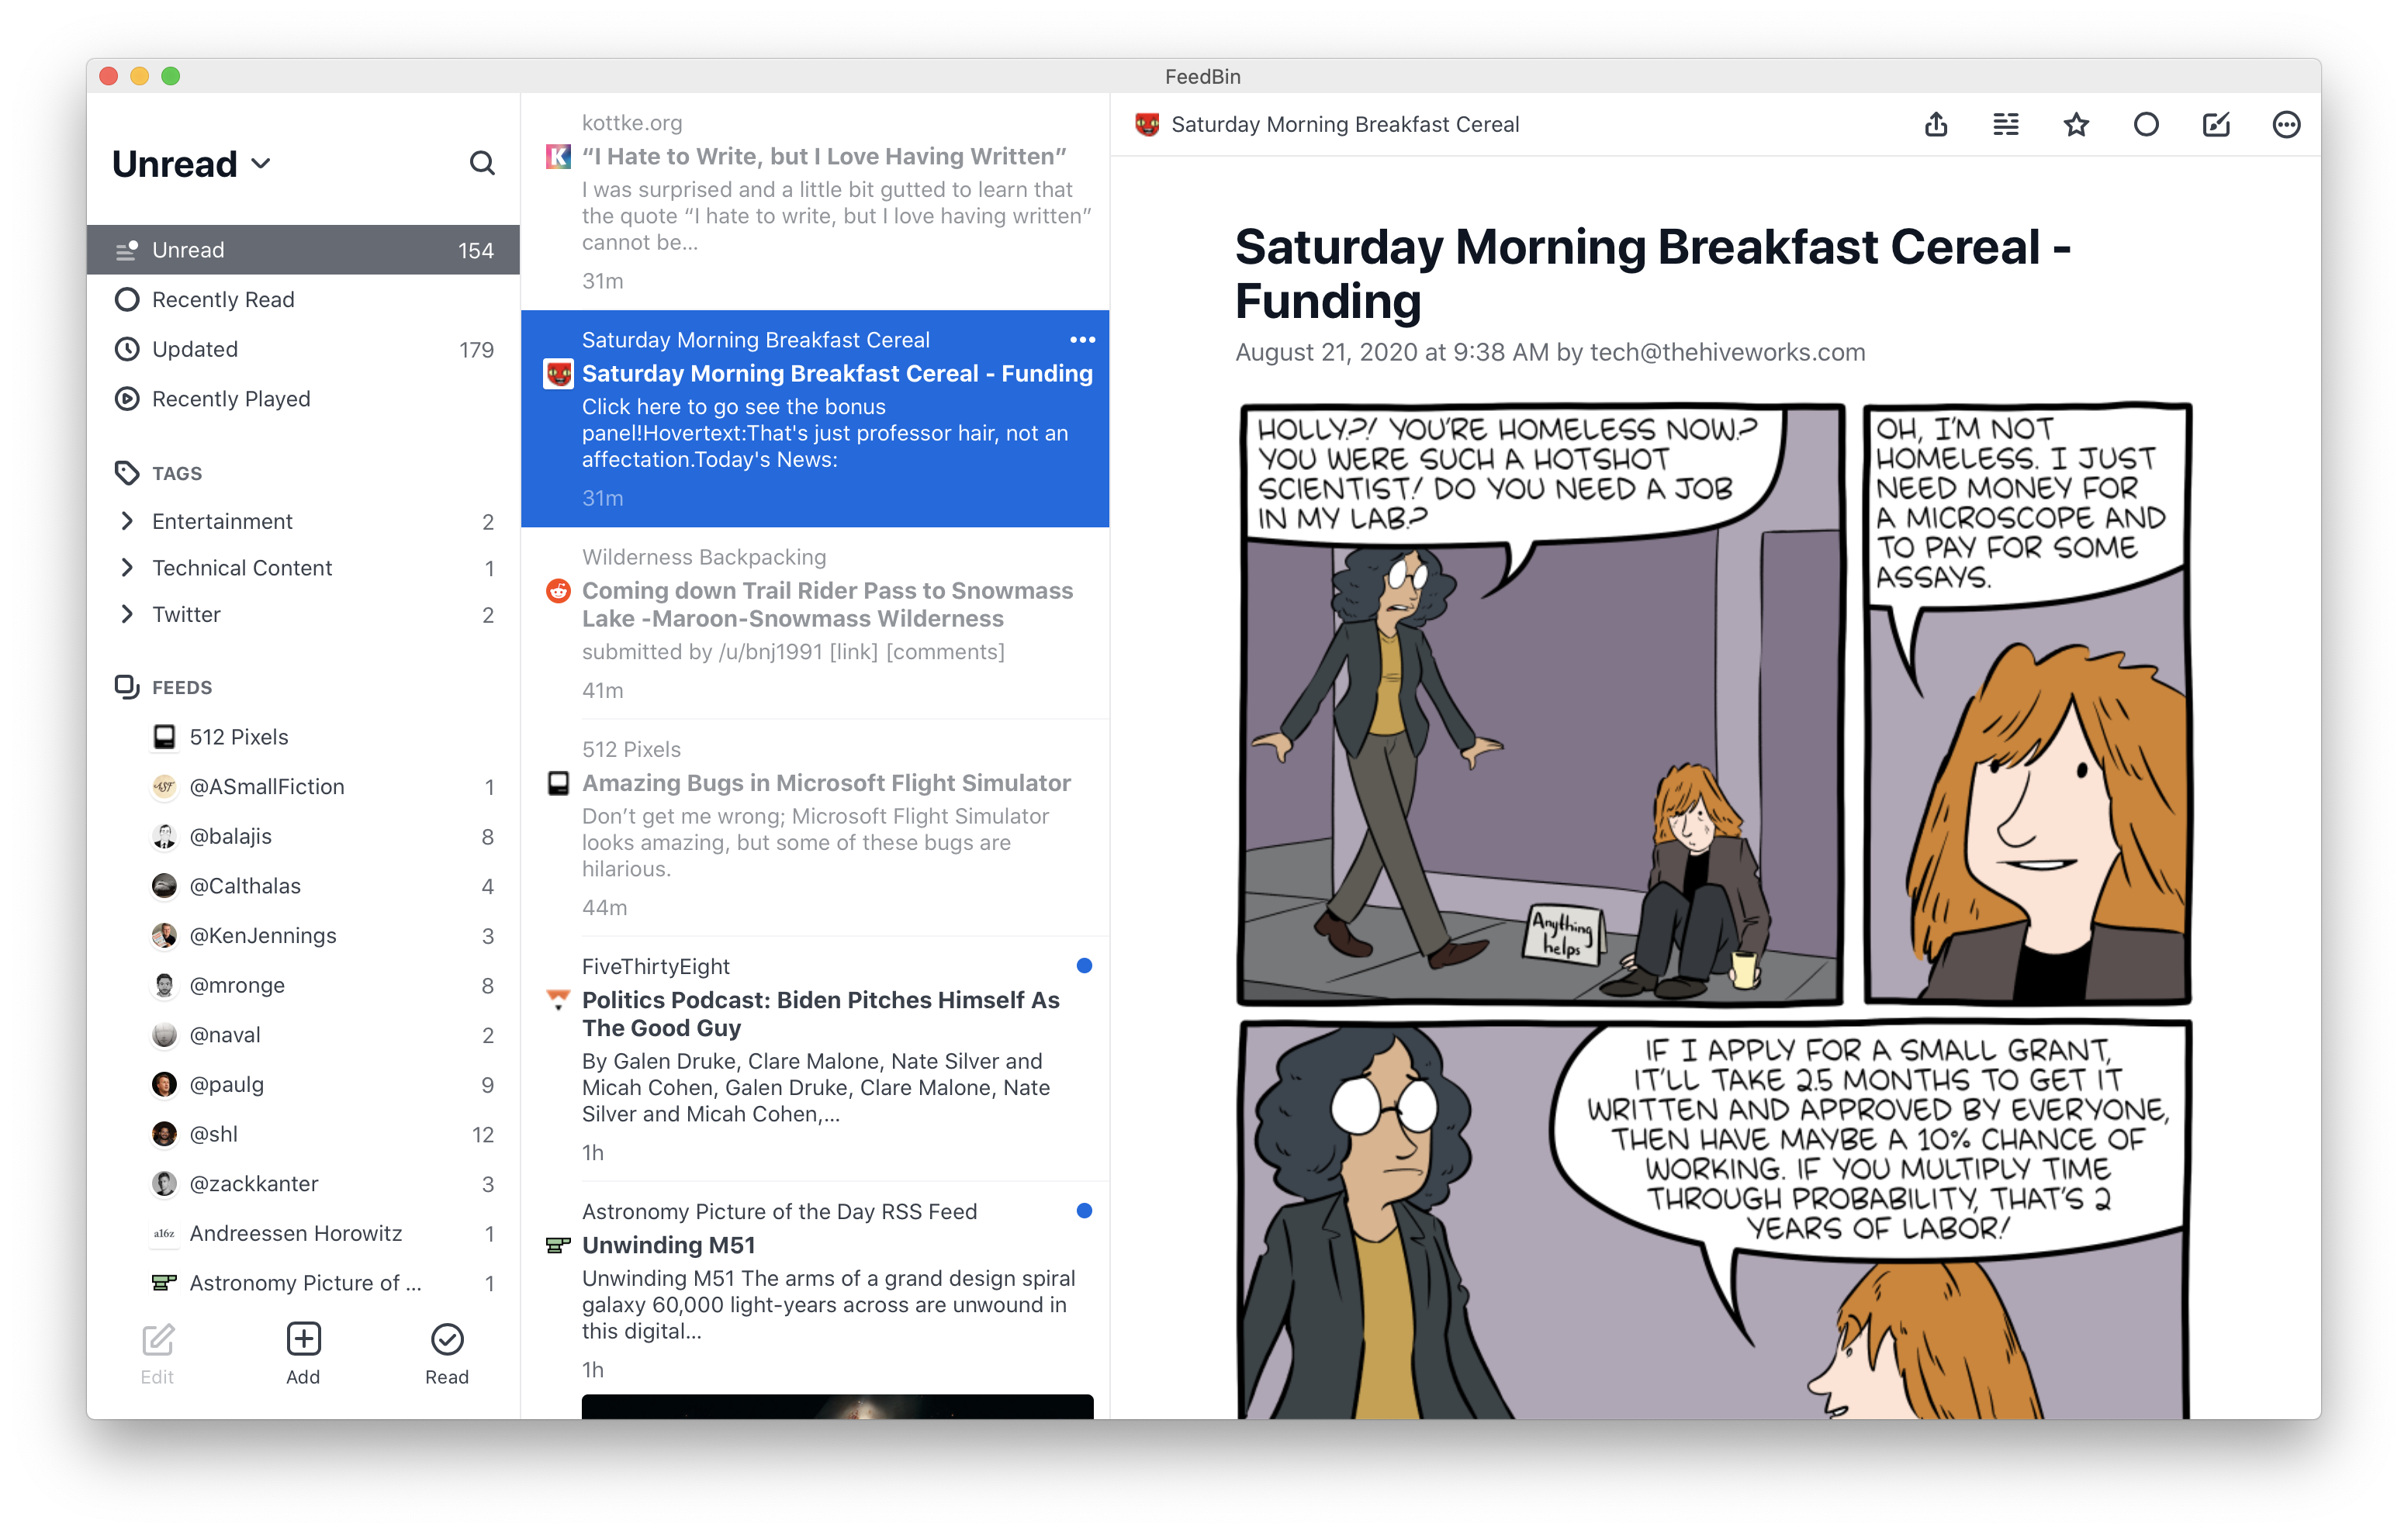 FeedBin
Unread
Unread 154
Recently Read
Updated 179
Recently Played
TAGS
Entertainment 2
Technical Content 1
Twitter 2
FEEDS
512 Pixels
@ASmallFiction 1
@balajis 8
@Calthalas 4
@KenJennings 3
@mronge 8
@naval 2
@paulg 9
@shl 12
@zackkanter 3
a16z Andreessen Horowitz 1
Astronomy Picture of ... 1
Edit Add Read
kottke.org
K “I Hate to Write, but I Love Having Written”
I was surprised and a little bit gutted to learn that
the quote “I hate to write, but I love having written”
cannot be...
31m
Saturday Morning Breakfast Cereal
Saturday Morning Breakfast Cereal - Funding
Click here to go see the bonus
panel!Hovertext:That's just professor hair, not an
affectation.Today's News:
31m
Wilderness Backpacking
Coming down Trail Rider Pass to Snowmass
Lake -Maroon-Snowmass Wilderness
submitted by /u/bnj1991 [link] [comments]
41m
512 Pixels
Amazing Bugs in Microsoft Flight Simulator
Don’t get me wrong; Microsoft Flight Simulator
looks amazing, but some of these bugs are
hilarious.
44m
FiveThirtyEight
Politics Podcast: Biden Pitches Himself As
The Good Guy
By Galen Druke, Clare Malone, Nate Silver and
Micah Cohen, Galen Druke, Clare Malone, Nate
Silver and Micah Cohen,...
1h
Astronomy Picture of the Day RSS Feed
Unwinding M51
Unwinding M51 The arms of a grand design spiral
galaxy 60,000 light-years across are unwound in
this digital...
1h
Saturday Morning Breakfast Cereal
Saturday Morning Breakfast Cereal -
Funding
August 21, 2020 at 9:38 AM by tech@thehiveworks.com
HOLLY?! YOU'RE HOMELESS NOW?
YOU WERE SUCH A HOTSHOT
SCIENTIST! DO YOU NEED A JOB
IN MY LAB?
Anything
helps
OH, I'M NOT
HOMELESS. I JUST
NEED MONEY FOR
A MICROSCOPE AND
TO PAY FOR SOME
ASSAYS.
IF I APPLY FOR A SMALL GRANT,
IT'LL TAKE 2.5 MONTHS TO GET IT
WRITTEN AND APPROVED BY EVERYONE,
THEN HAVE MAYBE A 10% CHANCE OF
WORKING. IF YOU MULTIPLY TIME
THROUGH PROBABILITY, THAT'S 2
YEARS OF LABOR!